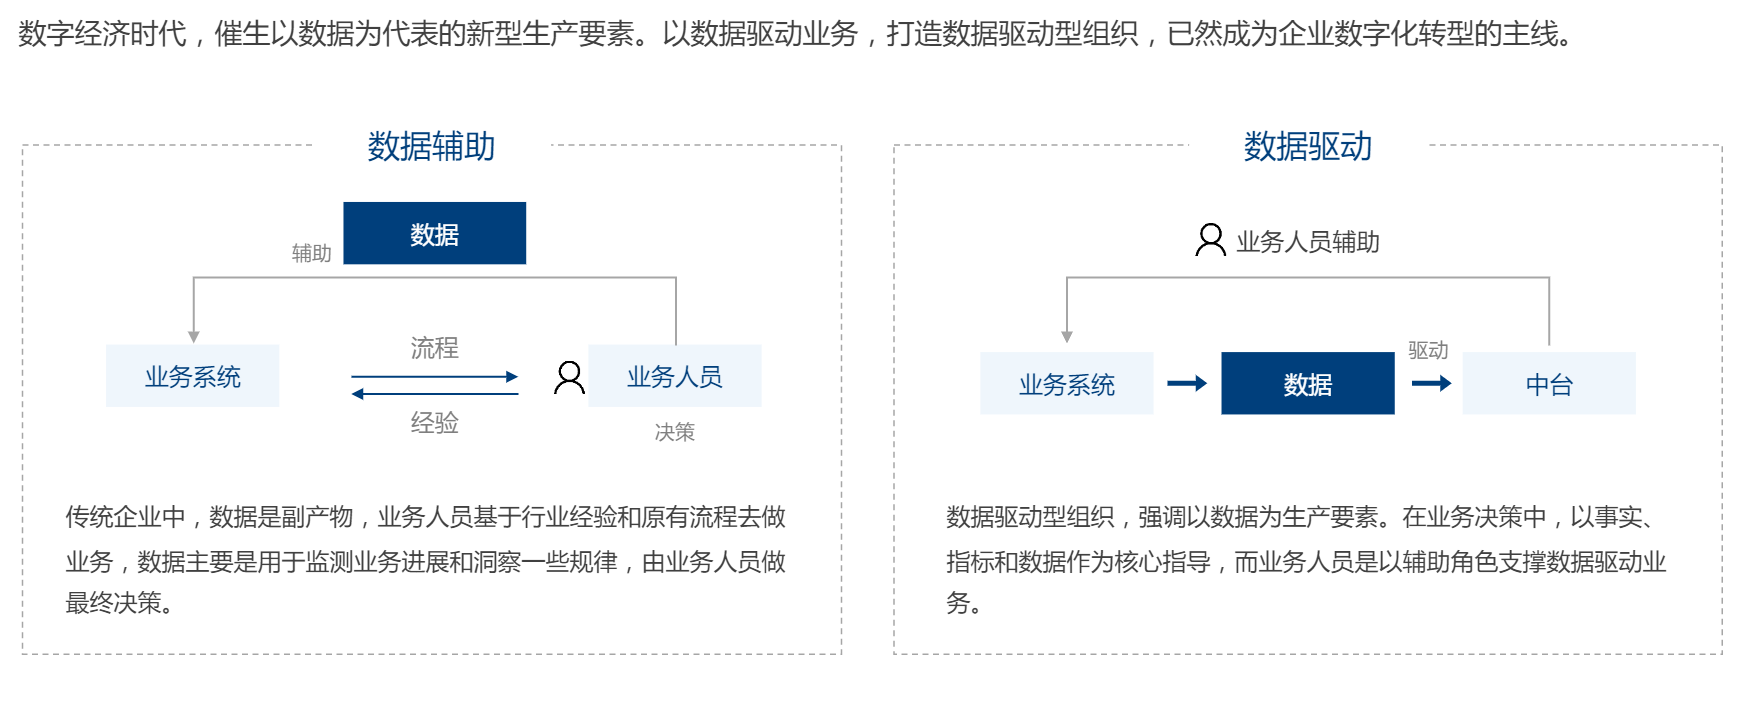 数字经济时代，催生以数据为代表的新型生产要素。以数据驱动业务，打造数据驱动型组织，已然成为企业数字化转型的主线。
数据辅助
数据
辅助
业务系统
流程
经验
业务人员
决策
传统企业中，数据是副产物，业务人员基于行业经验和原有流程去做
业务，数据主要是用于监测业务进展和洞察一些规律，由业务人员做
最终决策。
数据驱动
业务人员辅助
业务系统
数据
驱动
中台
数据驱动型组织，强调以数据为生产要素。在业务决策中，以事实、
指标和数据作为核心指导，而业务人员是以辅助角色支撑数据驱动业
务。